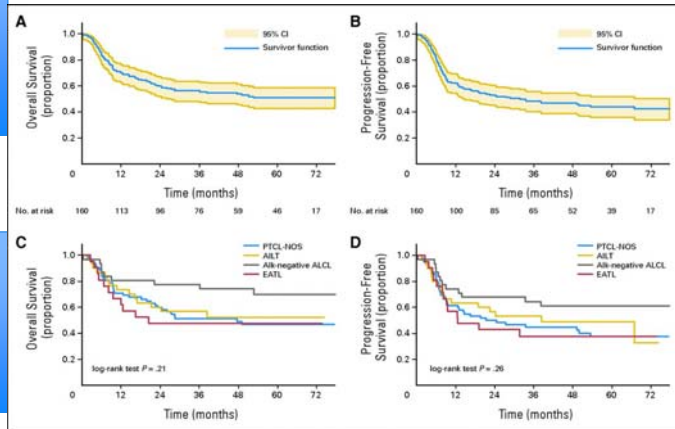 A
95% CI
Survivor function
Overall Survival
(proportion)
1.0
0.8
0.6
0.4
0.2
0 12 24 36 48 60 72
Time (months)
No. at risk 160 113 96 76 59 46 17
B
95% CI
Survivor function
Progression-Free
Survival (proportion)
1.0
0.8
0.6
0.4
0.2
0 12 24 36 48 60 72
Time (months)
No. at risk 160 100 85 65 52 39 17
C
PTCL-NOS
AILT
Alk-negative ALCL
EATL
Overall Survival
(proportion)
1.0
0.8
0.6
0.4
0.2
log-rank test P = .21
0 12 24 36 48 60 72
Time (months)
D
PTCL-NOS
AILT
Alk-negative ALCL
EATL
Progression-Free
Survival (proportion)
1.0
0.8
0.6
0.4
0.2
log-rank test P = .26
0 12 24 36 48 60 72
Time (months)